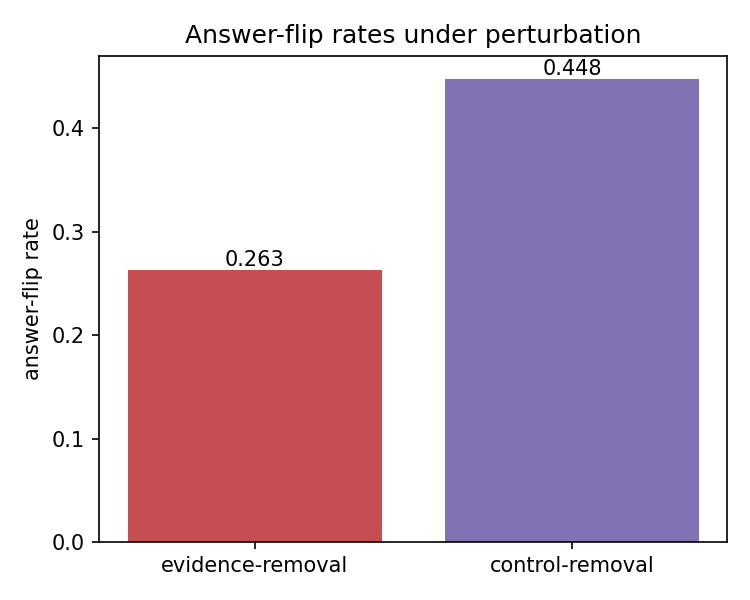 Answer-flip rates under perturbation
0.448
0.263
0.4
0.3
0.2
0.1
0.0
answer-flip rate
evidence-removal
control-removal